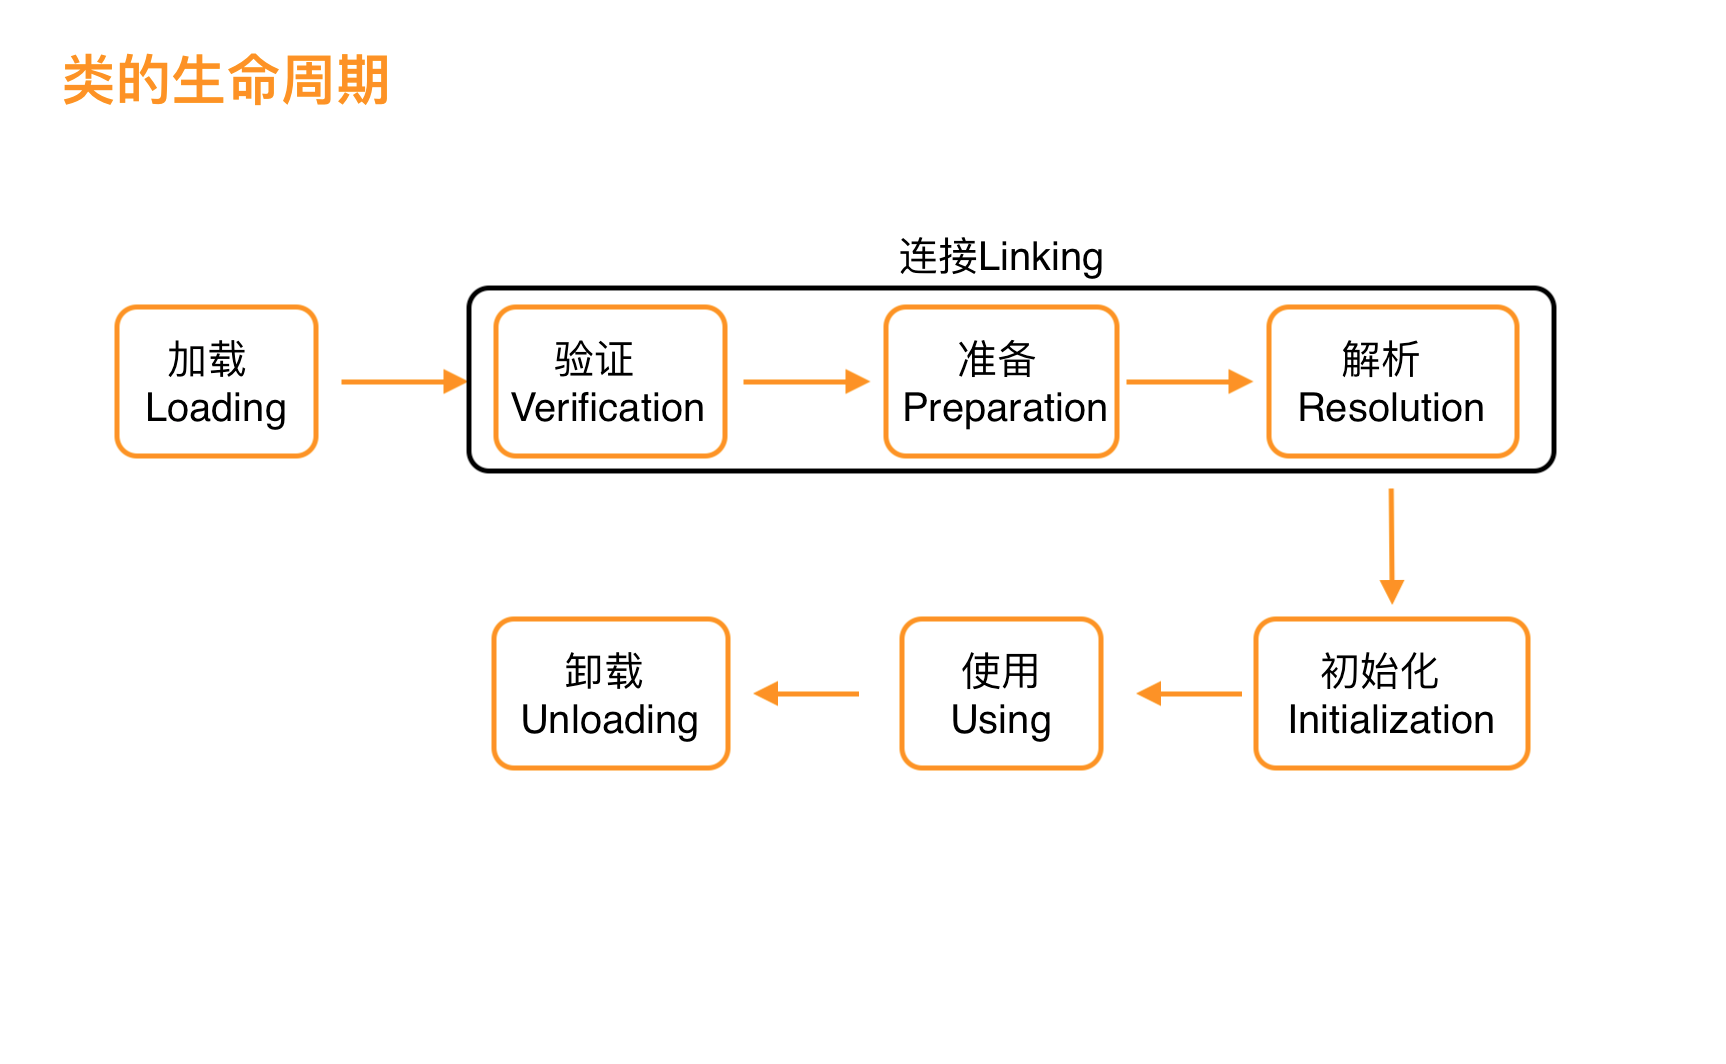 类的生命周期
连接Linking
加载
Loading
验证
Verification
准备
Preparation
解析
Resolution
初始化
Initialization
使用
Using
卸载
Unloading